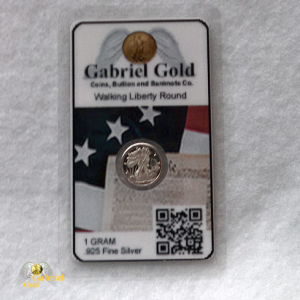 Gabriel Gold
Coins, Bullion and Banknote Co.
Walking Liberty Round
1 GRAM
.925 Fine Silver